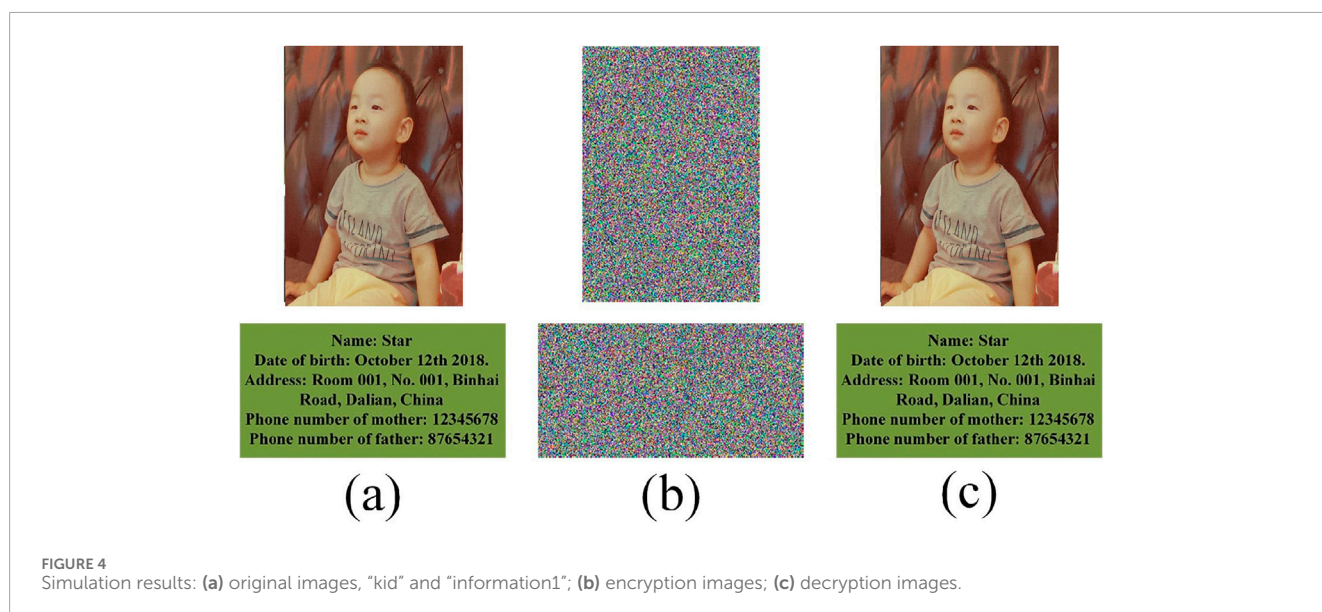 ISLAND
Name: Star
Date of birth: October 12th 2018.
Address: Room 001, No. 001, Binhai
Road, Dalian, China
Phone number of mother: 12345678
Phone number of father: 87654321
(a)
(b)
ISLAND
Name: Star
Date of birth: October 12th 2018.
Address: Room 001, No. 001, Binhai
Road, Dalian, China
Phone number of mother: 12345678
Phone number of father: 87654321
(c)
FIGURE 4
Simulation results: (a) original images, “kid” and “information1”; (b) encryption images; (c) decryption images.